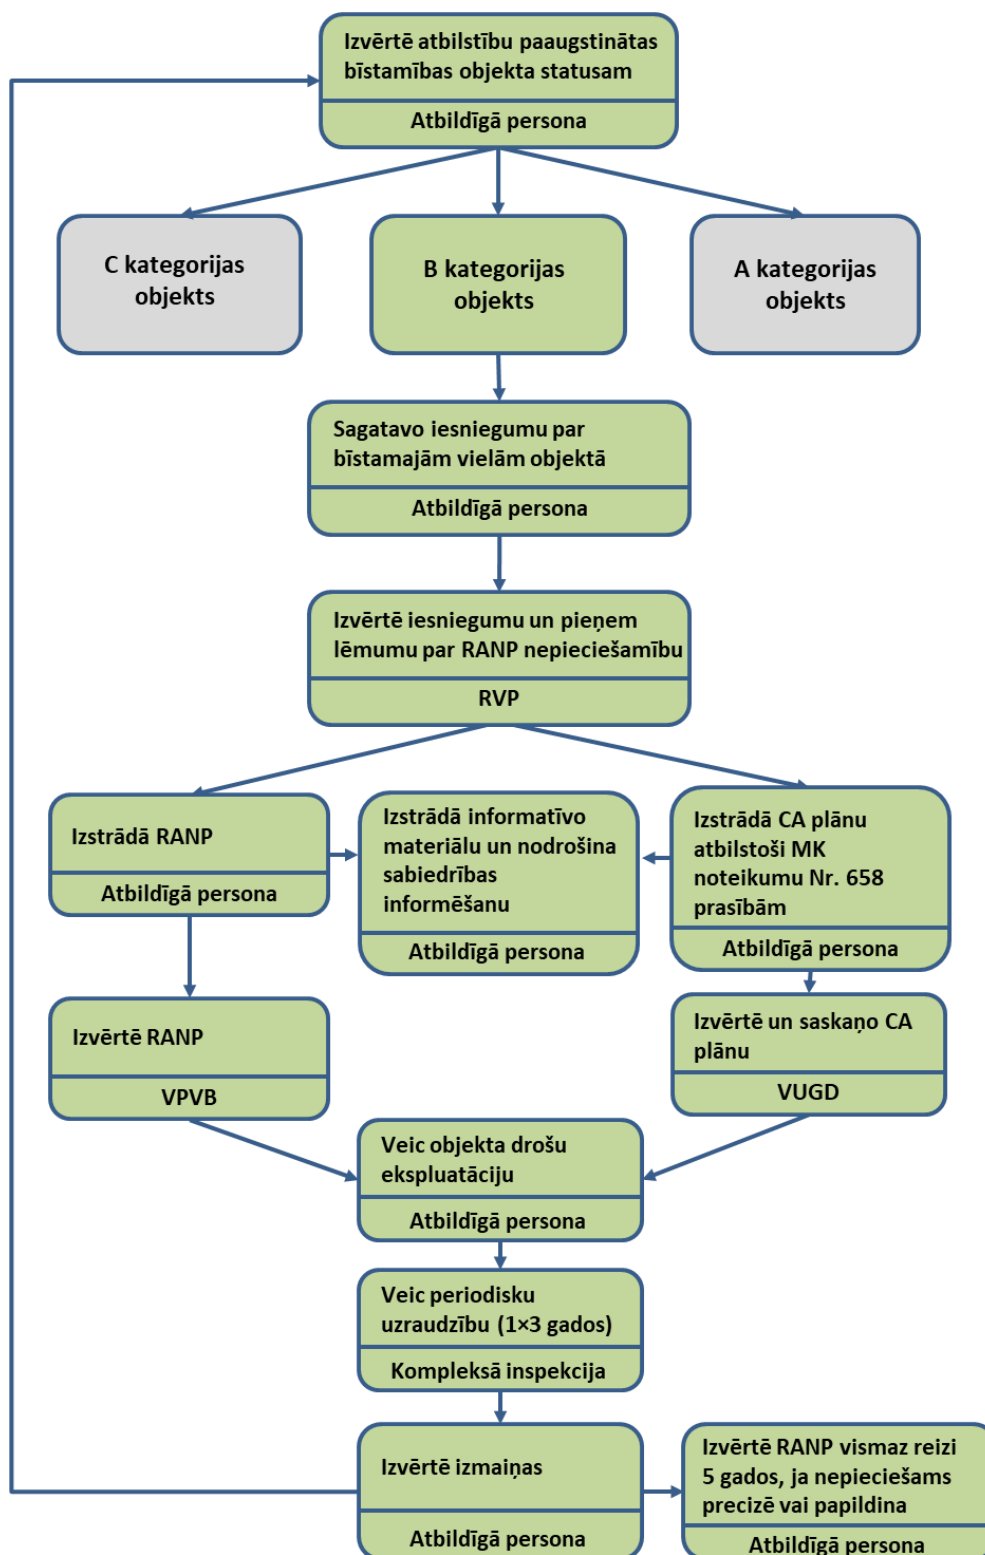 Izvērtē atbilstību paaugstinātas
bīstamības objekta statusam
Atbildīgā persona
C kategorijas
objekts
B kategorijas
objekts
A kategorijas
objekts
Sagatavo iesniegumu par
bīstamajām vielām objektā
Atbildīgā persona
Izvērtē iesniegumu un pieņem
lēmumu par RANP nepieciešamību
RVP
Izstrādā RANP
Atbildīgā persona
Izstrādā informatīvo
materiālu un nodrošina
sabiedrības
informēšanu
Atbildīgā persona
Izstrādā CA plānu
atbilstoši MK
noteikumu Nr. 658
prasībām
Atbildīgā persona
Izvērtē RANP
VPVB
Izvērtē un saskaņo CA
plānu
VUGD
Veic objekta drošu
ekspluatāciju
Atbildīgā persona
Veic periodisku
uzraudzību (1×3 gados)
Kompleksā inspekcija
Izvērtē izmaiņas
Atbildīgā persona
Izvērtē RANP vismaz reizi
5 gados, ja nepieciešams
precizē vai papildina
Atbildīgā persona